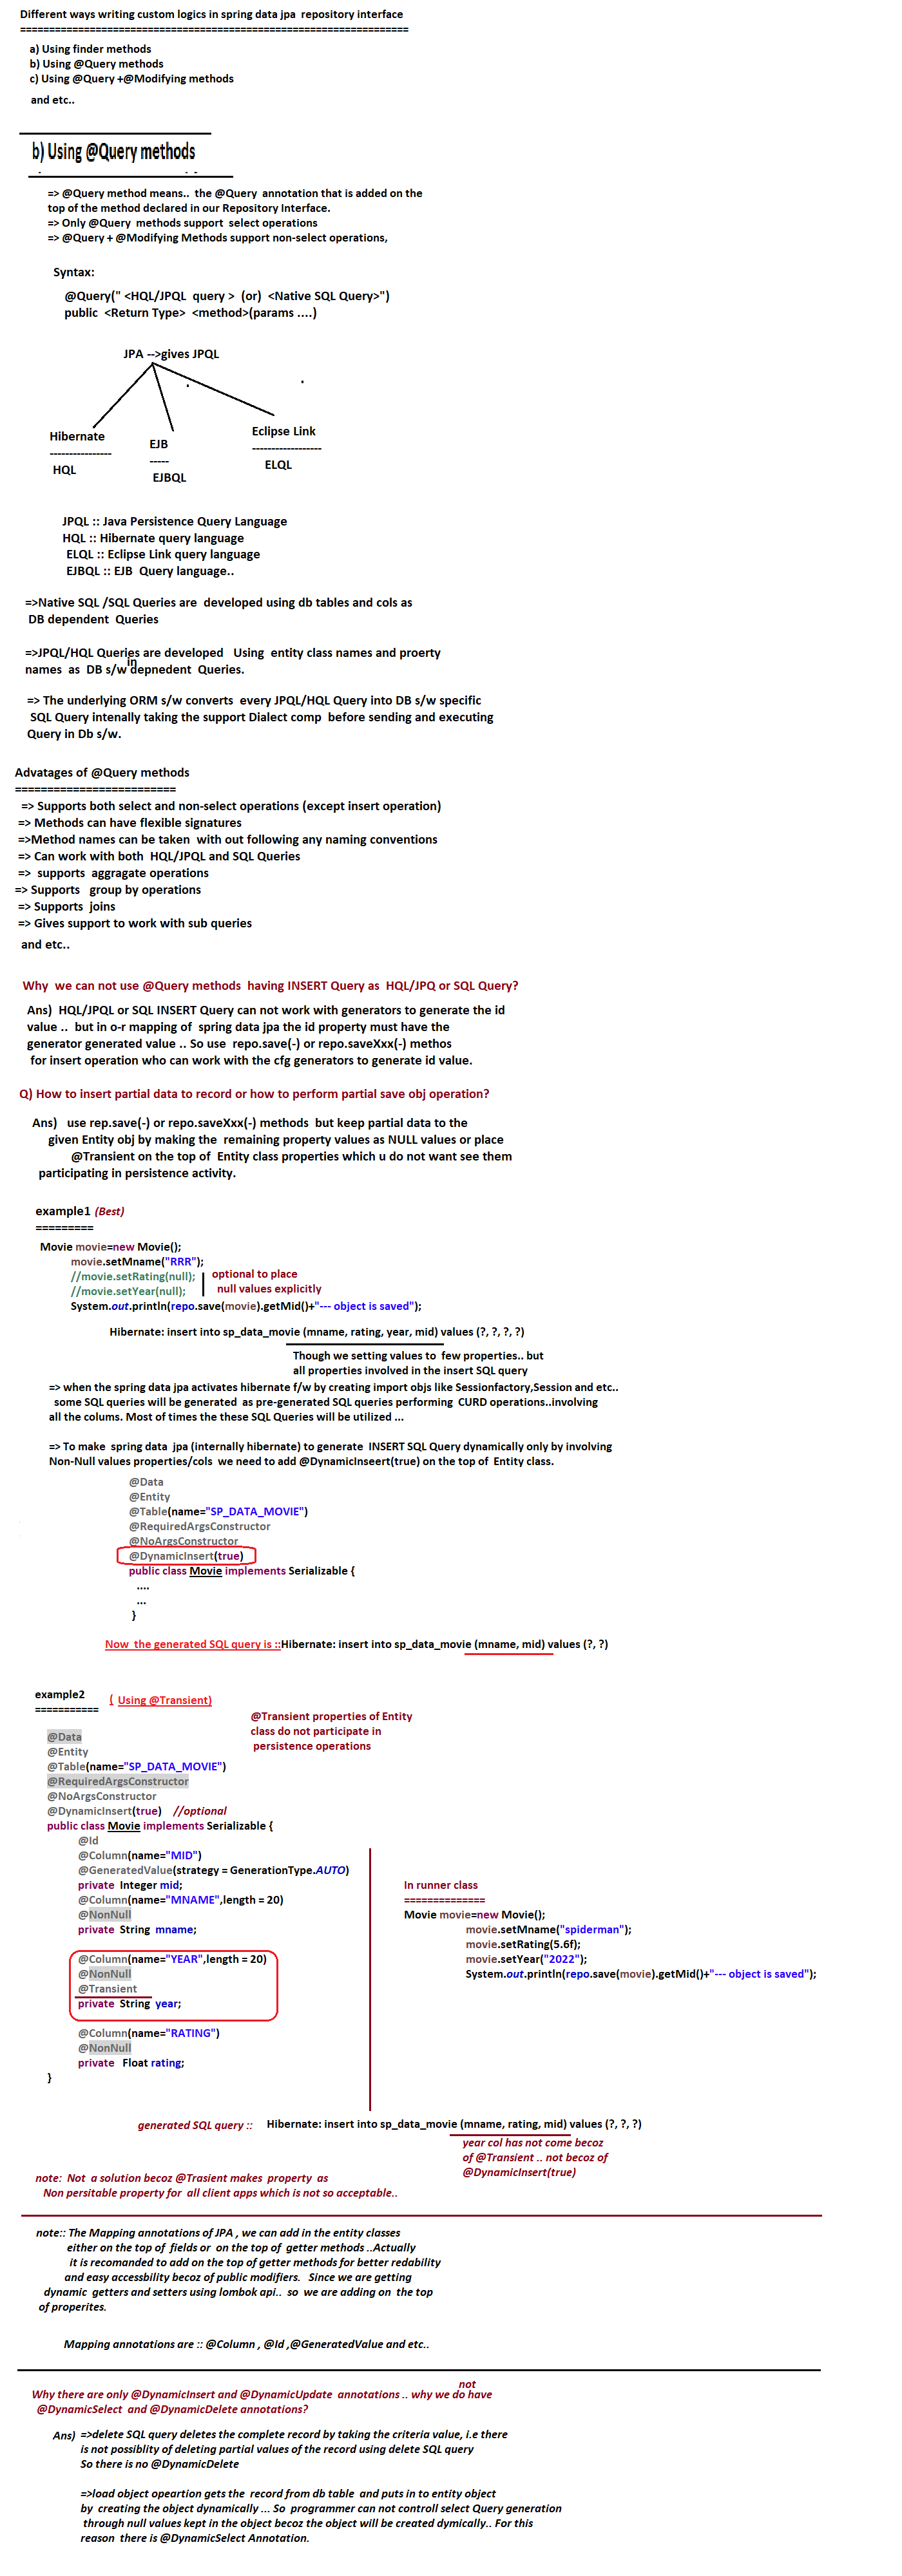 Different ways writing custom logics in spring data jpa  repository interface
===================================================================
a) Using finder methods
b) Using @Query methods
c) Using @Query +@Modifying methods
and etc..
b) Using @Query methods
=> @Query method means..  the @Query  annotation that is added on the
top of the method declared in our Repository Interface.
=> Only @Query  methods support  select operations
=> @Query + @Modifying Methods support non-select operations,
Syntax:
@Query(" <HQL/JPQL  query >  (or)  <Native SQL Query>")
public  <Return Type>  <method>(params ....)
JPA -->gives JPQL
Hibernate
----------------
HQL
EJB
-----
EJBQL
Eclipse Link
------------------
ELQL
JPQL :: Java Persistence Query Language
HQL :: Hibernate query language
ELQL :: Eclipse Link query language
EJBQL :: EJB  Query language..
=>Native SQL /SQL Queries are  developed using db tables and cols as
DB dependent  Queries
=>JPQL/HQL Queries are developed   Using  entity class names and proerty
in
names  as  DB s/w depnedent  Queries.
=> The underlying ORM s/w converts  every JPQL/HQL Query into DB s/w specific
SQL Query intenally taking the support Dialect comp  before sending and executing
Query in Db s/w.
Advatages of @Query methods
=========================
=> Supports both select and non-select operations (except insert operation)
=> Methods can have flexible signatures
=>Method names can be taken  with out following any naming conventions
=> Can work with both  HQL/JPQL and SQL Queries
=>  supports  aggragate operations
=> Supports   group by operations
=> Supports  joins
=> Gives support to work with sub queries
and etc..
Why  we can not use @Query methods  having INSERT Query as  HQL/JPQ or SQL Query?
Ans)  HQL/JPQL or SQL INSERT Query can not work with generators to generate the id
value ..  but in o-r mapping of  spring data jpa the id property must have the
generator generated value .. So use  repo.save(-) or repo.saveXxx(-) methos
for insert operation who can work with the cfg generators to generate id value.
Q) How to insert partial data to record or how to perform partial save obj operation?
Ans)   use rep.save(-) or repo.saveXxx(-) methods  but keep partial data to the
given Entity obj by making the  remaining property values as NULL values or place
@Transient on the top of  Entity class properties which u do not want see them
participating in persistence activity.
example1 (Best)
=========
Movie movie=new Movie();
movie.setMname("RRR");
//movie.setRating(null);
//movie.setYear(null);
optional to place
null values explicitly
System.out.println(repo.save(movie).getMid()+"--- object is saved");
Hibernate: insert into sp_data_movie (mname, rating, year, mid) values (?, ?, ?, ?)
Though we setting values to  few properties.. but
all properties involved in the insert SQL query
=> when the spring data jpa activates hibernate f/w by creating import objs like Sessionfactory,Session and etc..
some SQL queries will be generated  as pre-generated SQL queries performing  CURD operations..involving
all the colums. Most of times the these SQL Queries will be utilized ...
=> To make  spring data  jpa (internally hibernate) to generate  INSERT SQL Query dynamically only by involving
Non-Null values properties/cols  we need to add @DynamicInseert(true) on the top of  Entity class.
@Data
@Entity
@Table(name="SP_DATA_MOVIE")
@RequiredArgsConstructor
@NoArgsConstructor
@DynamicInsert(true)
public class Movie implements Serializable {
....
...
}
Now  the generated SQL query is ::Hibernate: insert into sp_data_movie (mname, mid) values (?, ?)
example2 ( Using @Transient)
===========
@Transient properties of Entity
class do not participate in
persistence operations
@Data
@Entity
@Table(name="SP_DATA_MOVIE")
@RequiredArgsConstructor
@NoArgsConstructor
@DynamicInsert(true)   //optional
public class Movie implements Serializable {
@Id
@Column(name="MID")
@GeneratedValue(strategy = GenerationType.AUTO)
private  Integer mid;
@Column(name="MNAME",length = 20)
@NonNull
private  String  mname;
@Column(name="YEAR",length = 20)
@NonNull
@Transient
private  String  year;
@Column(name="RATING")
@NonNull
private   Float rating;
}
In runner class
==============
Movie movie=new Movie();
movie.setMname("spiderman");
movie.setRating(5.6f);
movie.setYear("2022");
System.out.println(repo.save(movie).getMid()+"--- object is saved");
generated SQL query ::   Hibernate: insert into sp_data_movie (mname, rating, mid) values (?, ?, ?)
year col has not come becoz
of @Transient .. not becoz of
@DynamicInsert(true)
note:  Not  a solution becoz @Trasient makes  property  as
Non persitable property for  all client apps which is not so acceptable..
note:: The Mapping annotations of JPA , we can add in the entity classes
either on the top of  fields or  on the top of  getter methods ..Actually
it is recomanded to add on the top of getter methods for better redability
and easy accessbility becoz of public modifiers.   Since we are getting
dynamic  getters and setters using lombok api..  so  we are adding on  the top
of properites.
Mapping annotations are :: @Column , @Id ,@GeneratedValue and etc..
not
Why there are only @DynamicInsert and @DynamicUpdate  annotations .. why we do have
@DynamicSelect  and @DynamicDelete annotations?
Ans)  =>delete SQL query deletes the complete record by taking the criteria value, i.e there
is not possiblity of deleting partial values of the record using delete SQL query
So there is no @DynamicDelete
=>load object opeartion gets the  record from db table  and puts in to entity object
by  creating the object dynamically ... So  programmer can not controll select Query generation
through null values kept in the object becoz the object will be created dymically.. For this
reason  there is @DynamicSelect Annotation.